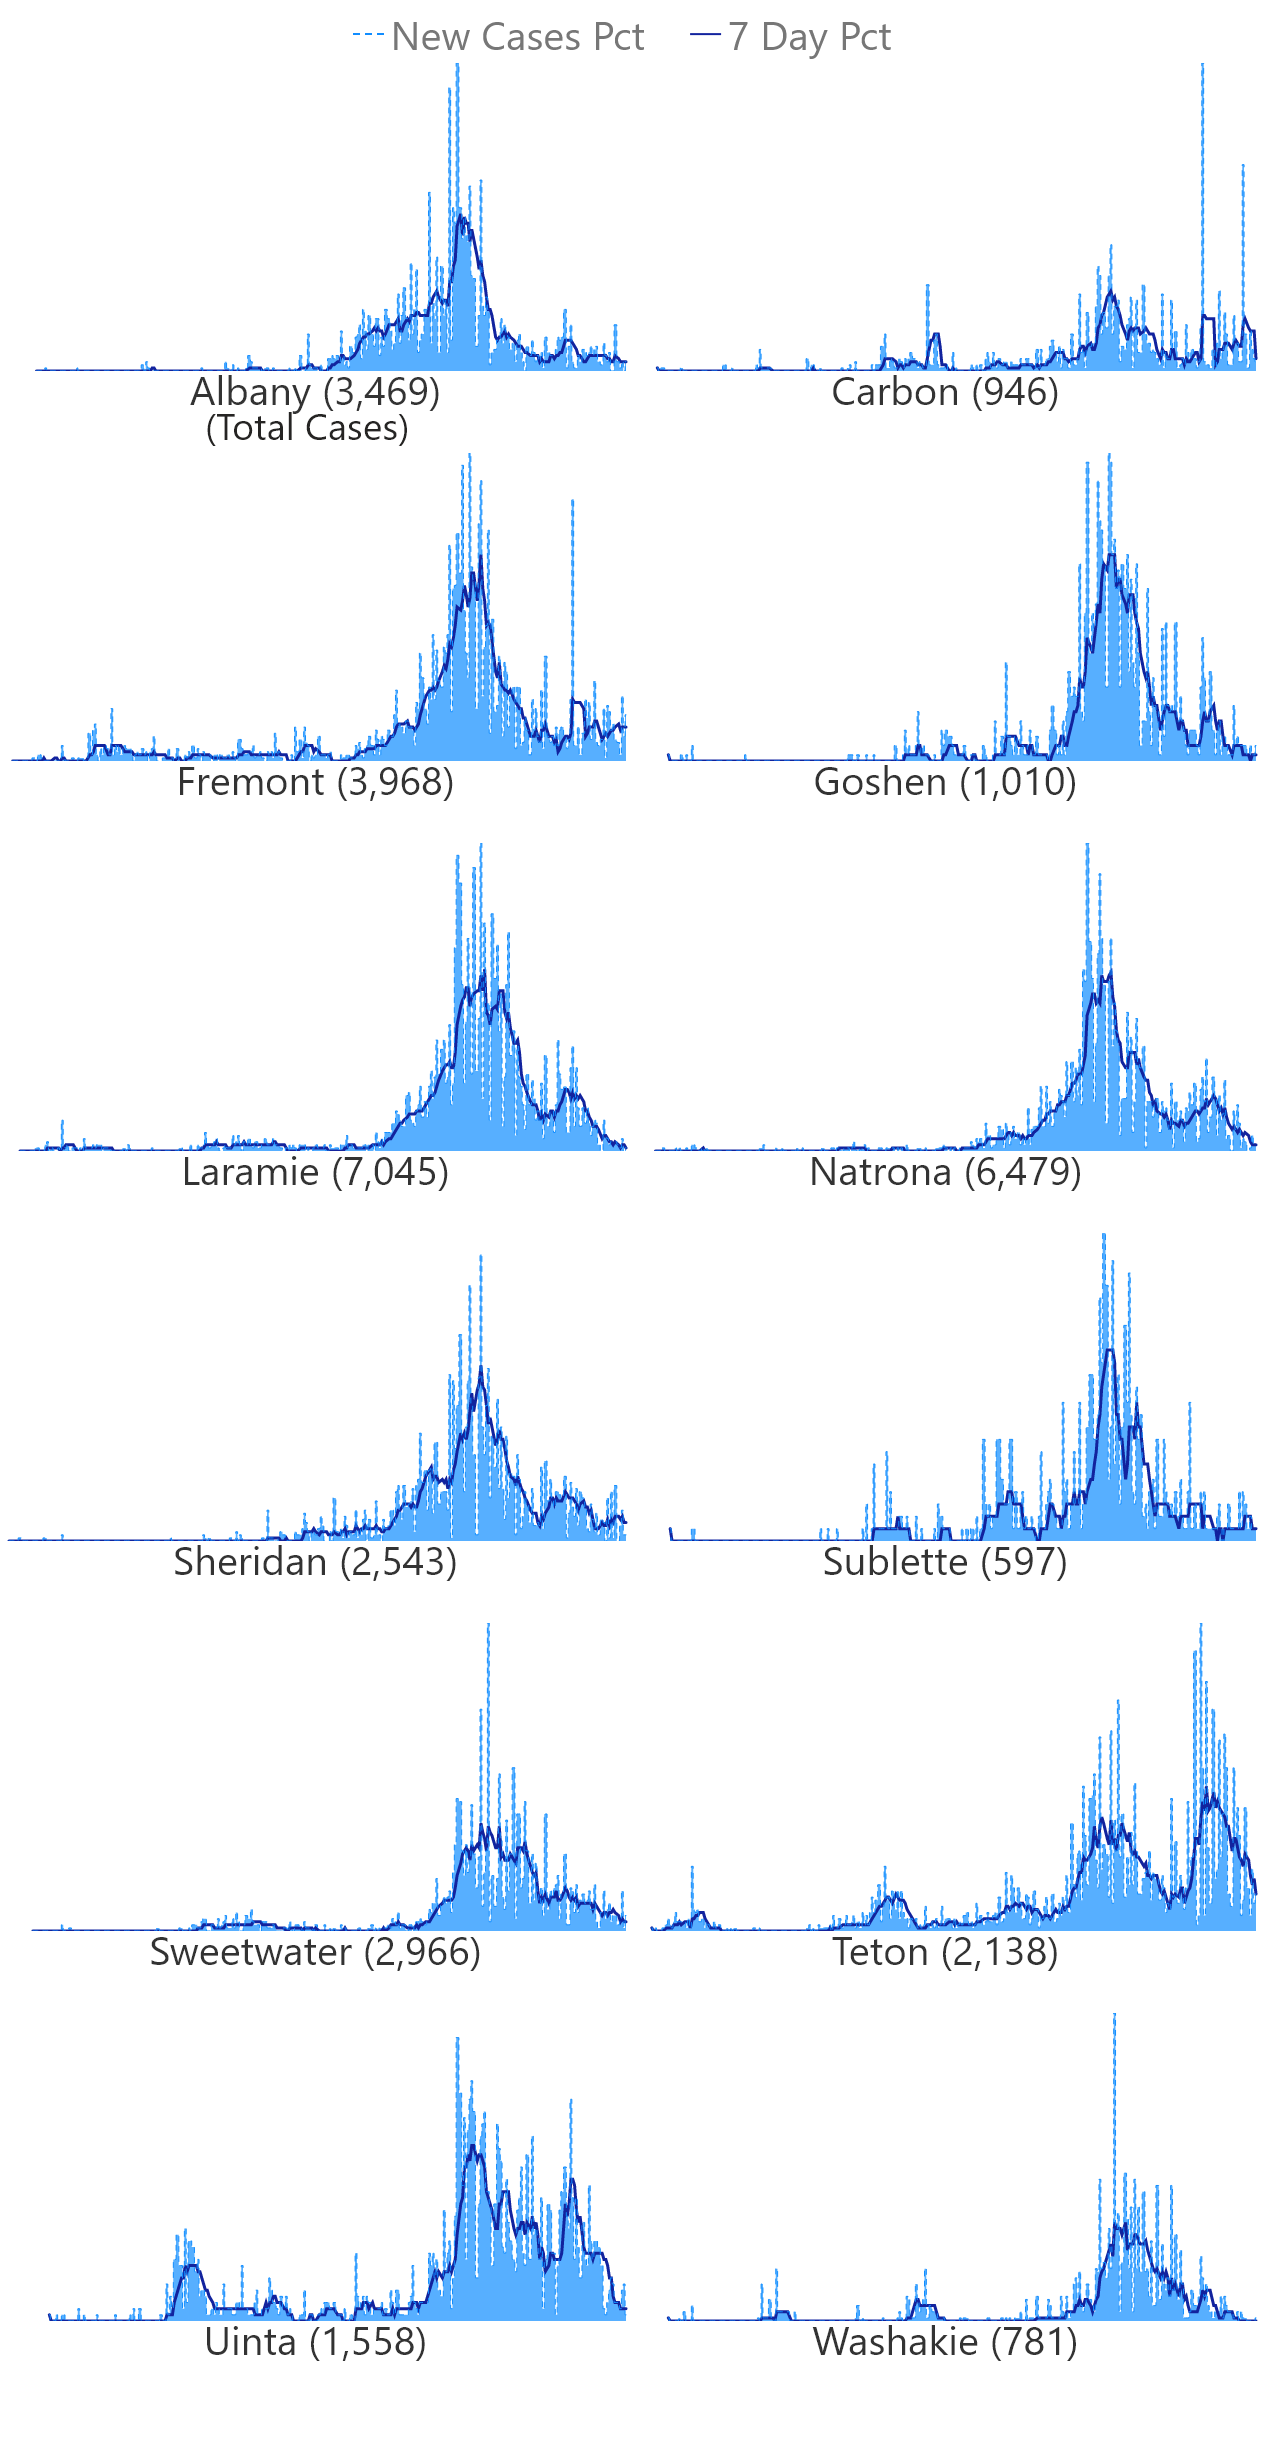 New Cases Pct 7 Day Pct
Albany (3,469) Carbon (946)
(Total Cases)
Fremont (3,968) Goshen (1,010)
Laramie (7,045) Natrona (6,479)
Sheridan (2,543) Sublette (597)
Sweetwater (2,966) Teton (2,138)
Uinta (1,558) Washakie (781)